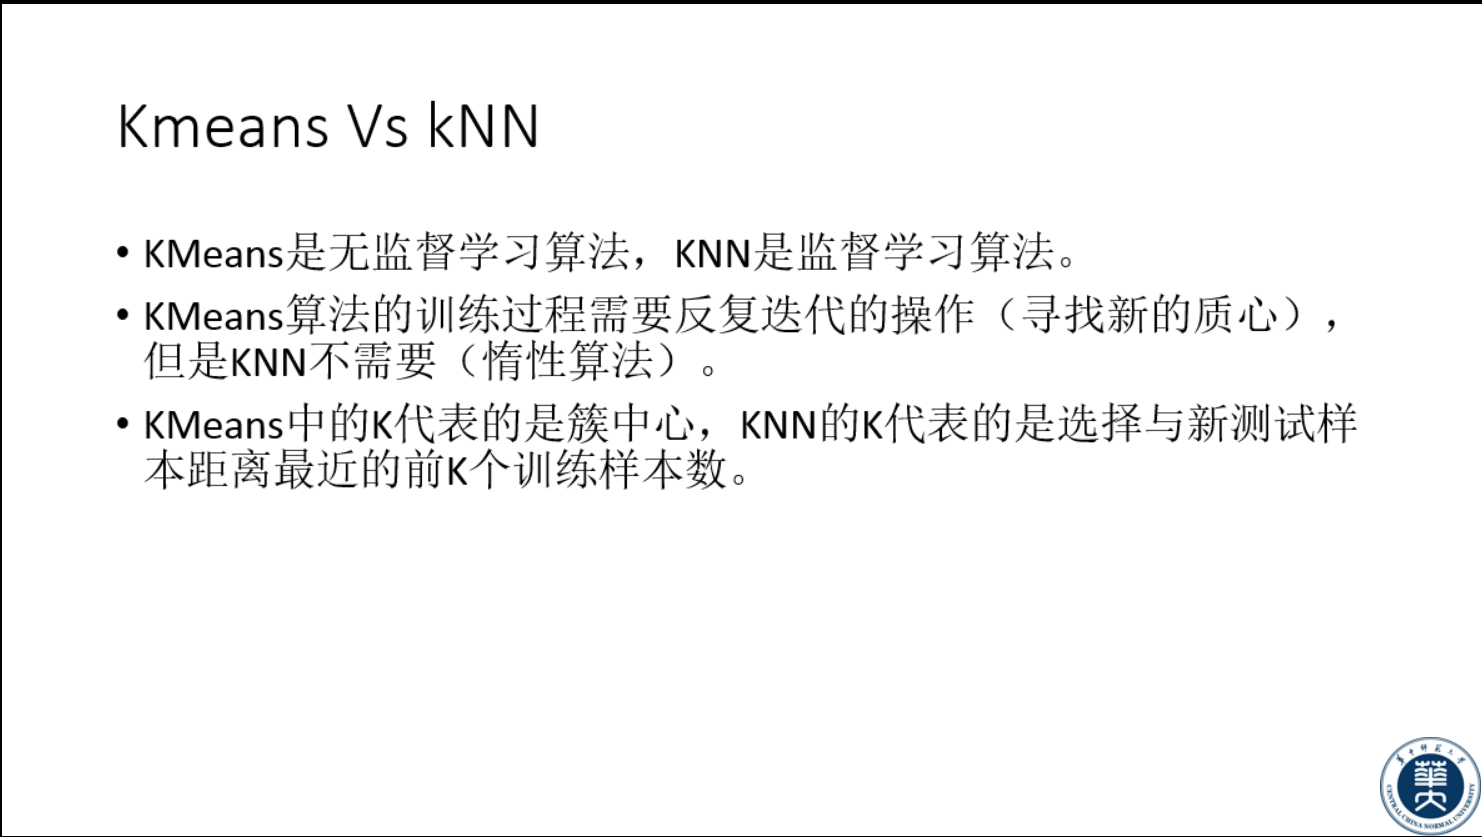 Kmeans Vs kNN
• KMeans是无监督学习算法，KNN是监督学习算法。
• KMeans算法的训练过程需要反复迭代的操作（寻找新的质心），
但是KNN不需要（惰性算法）。
• KMeans中的K代表的是簇中心，KNN的K代表的是选择与新测试样
本距离最近的前K个训练样本数。
华中师范大学
CENTRAL CHINA NORMAL UNIVERSITY